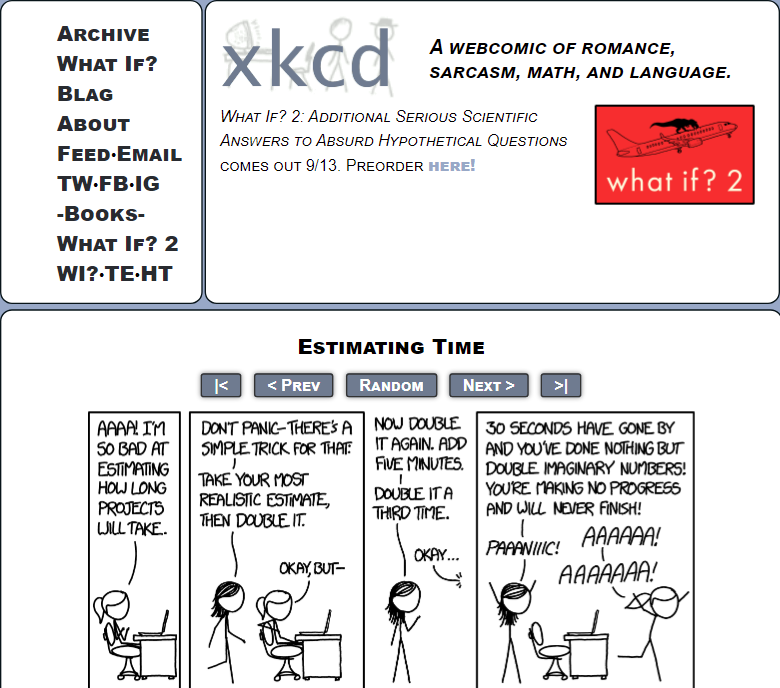 Archive
What If?
Blag
About
Feed·Email
TW·FB·IG
-Books-
What If? 2
WI?·TE·HT
xkcd
A webcomic of romance,
sarcasm, math, and language.
What If? 2: Additional Serious Scientific
Answers to Absurd Hypothetical Questions
comes out 9/13. Preorder here!
what if? 2
Estimating Time
|<
< Prev
Random
Next >
>|
AAAA! I'M
SO BAD AT
ESTIMATING
HOW LONG
PROJECTS
WILL TAKE.
DON'T PANIC–THERE'S A
SIMPLE TRICK FOR THAT:
TAKE YOUR MOST
REALISTIC ESTIMATE,
THEN DOUBLE IT.
OKAY, BUT–
NOW DOUBLE
IT AGAIN. ADD
FIVE MINUTES.
DOUBLE IT A
THIRD TIME.
OKAY...
30 SECONDS HAVE GONE BY
AND YOU'VE DONE NOTHING BUT
DOUBLE IMAGINARY NUMBERS!
YOU'RE MAKING NO PROGRESS
AND WILL NEVER FINISH!
PAAANIIIC!
AAAAAA!
AAAAAAA!